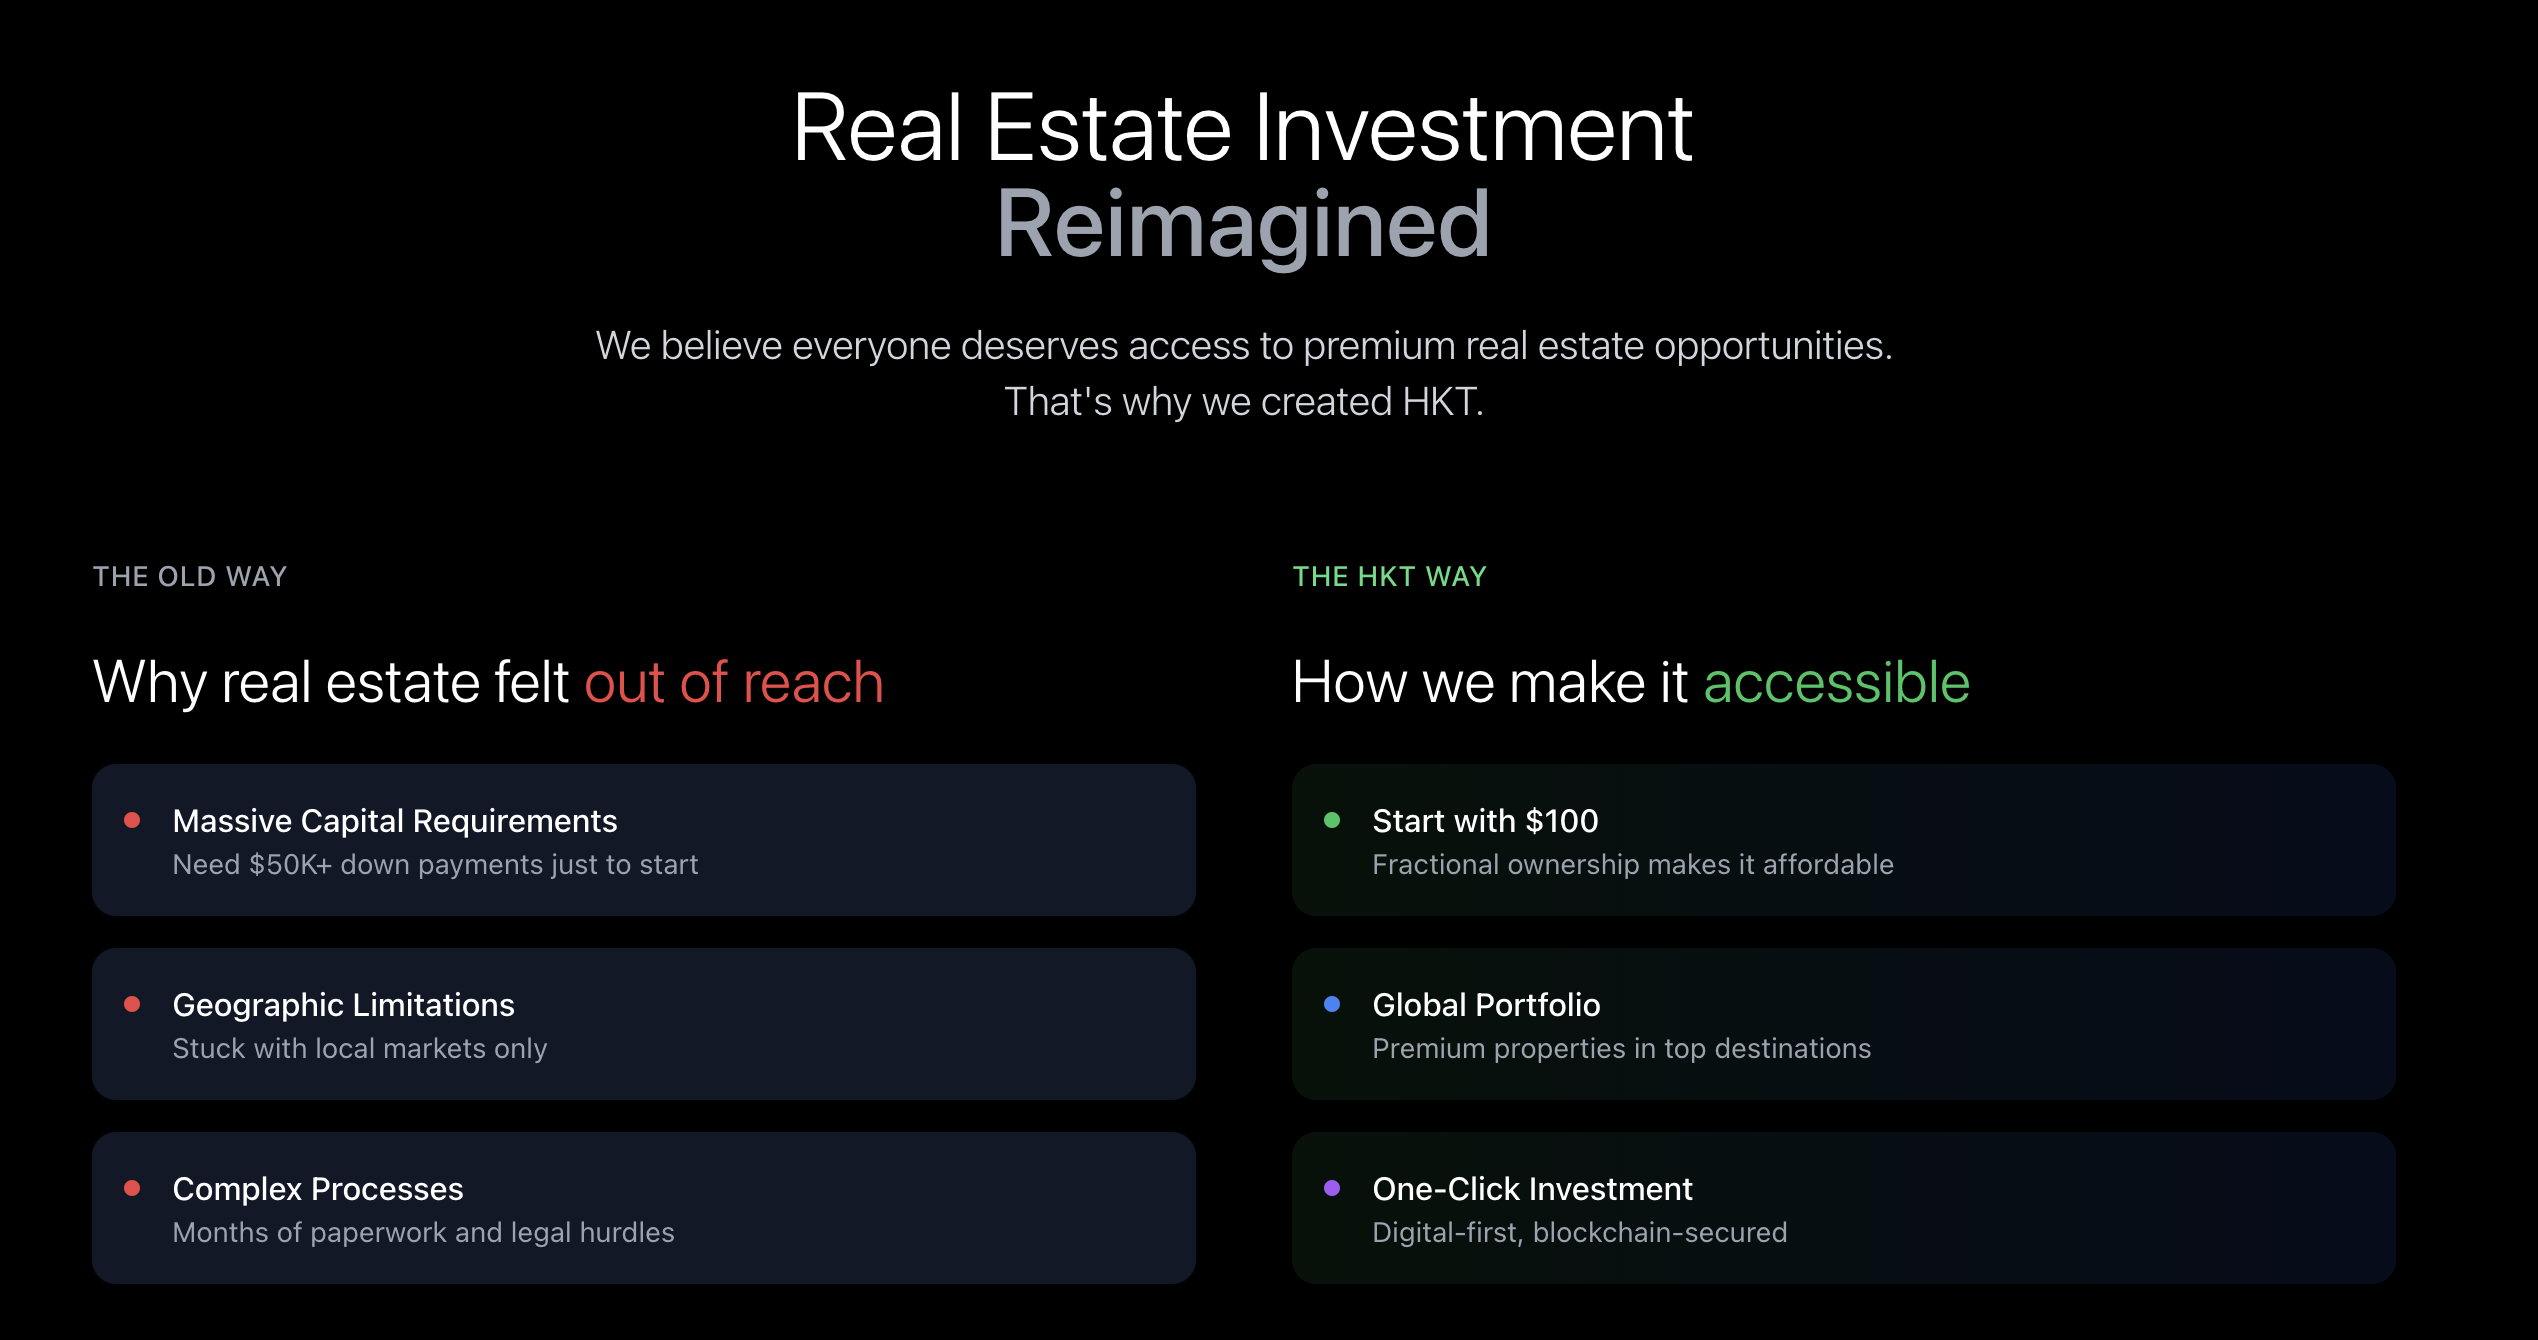 Real Estate Investment
Reimagined
We believe everyone deserves access to premium real estate opportunities.
That's why we created HKT.
THE OLD WAY
Why real estate felt out of reach
Massive Capital Requirements
Need $50K+ down payments just to start
Geographic Limitations
Stuck with local markets only
Complex Processes
Months of paperwork and legal hurdles
THE HKT WAY
How we make it accessible
Start with $100
Fractional ownership makes it affordable
Global Portfolio
Premium properties in top destinations
One-Click Investment
Digital-first, blockchain-secured